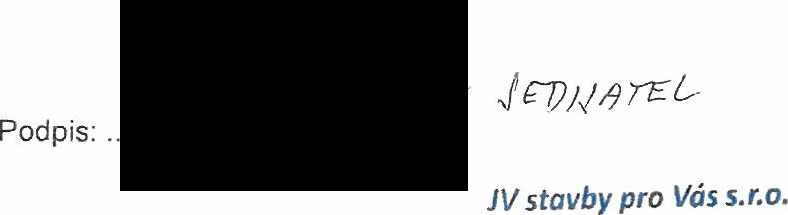 JEDNATEL
Podpis: ..
JV stavby pro Vás s.r.o.